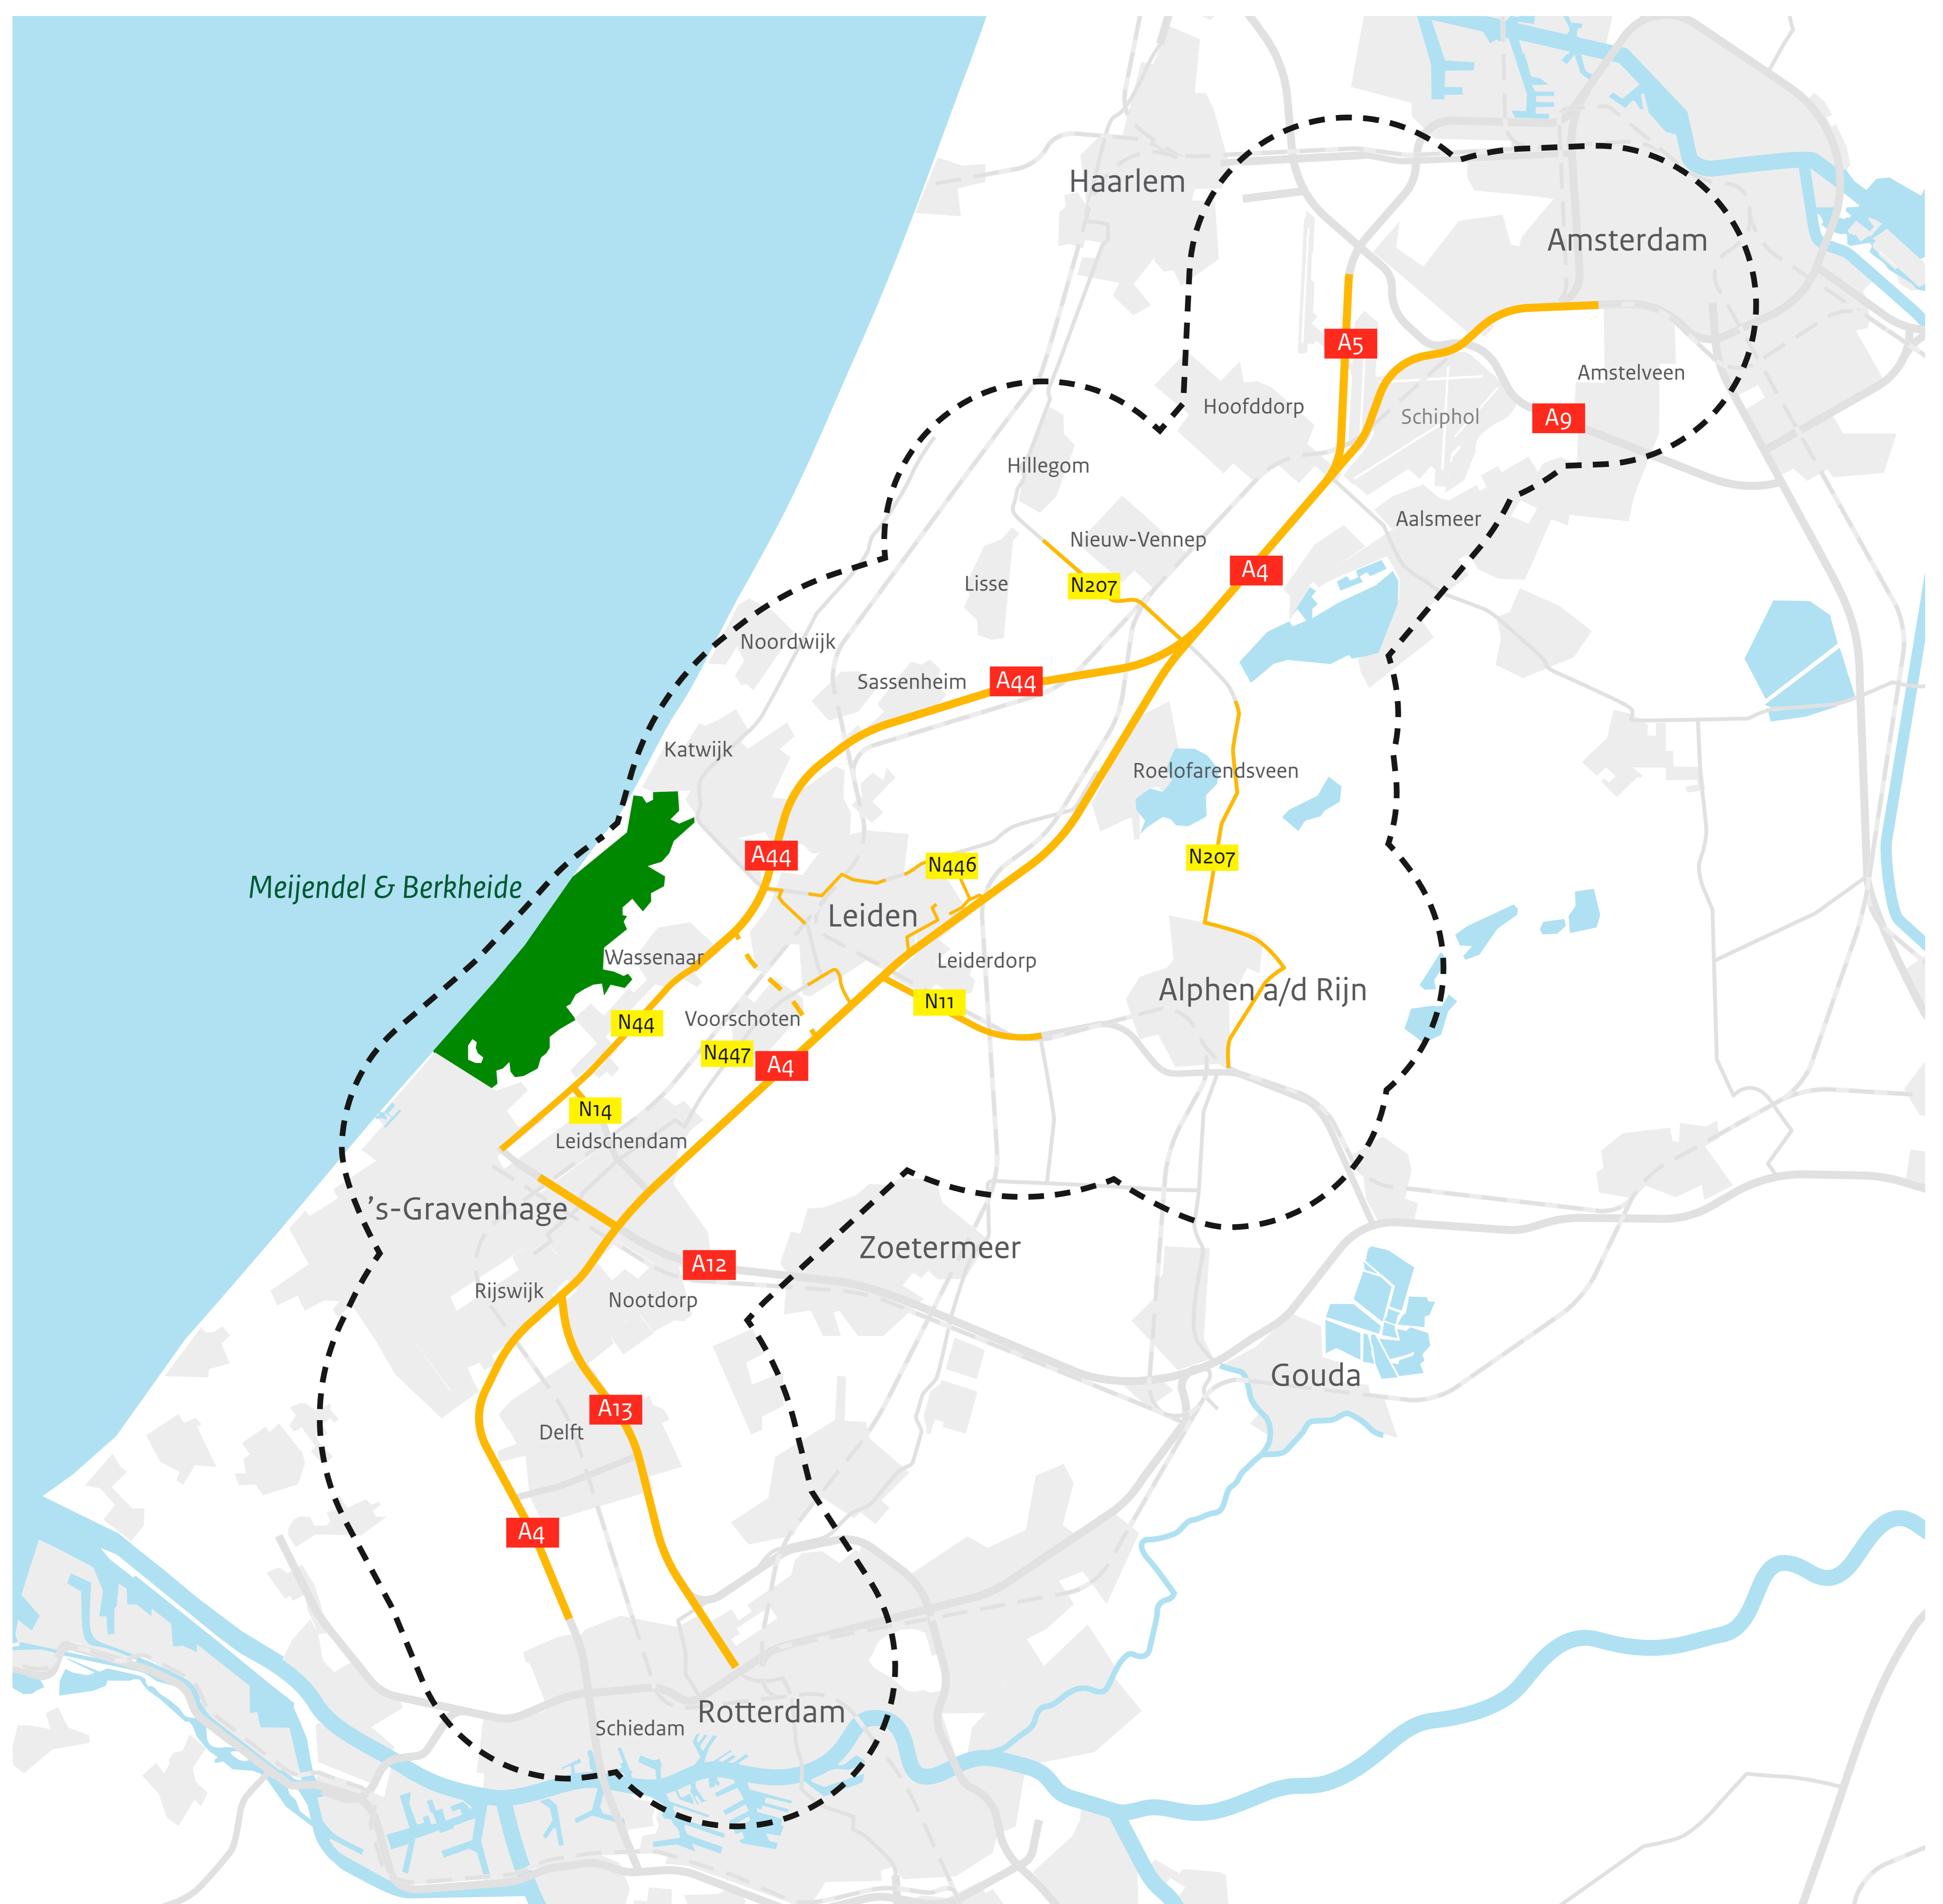 Haarlem
Amsterdam
A5
Amstelveen
Hoofddorp
Schiphol
A9
Hillegom
Aalsmeer
Nieuw-Vennep
A4
Lisse
N207
Noordwijk
Sassenheim
A44
Katwijk
Roelofarendsveen
A44
N446
N207
Meijendel & Berkheide
Leiden
Wassenaar
Leiderdorp
Alphen a/d Rijn
N11
N44
Voorschoten
N447
A4
N14
Leidschendam
's-Gravenhage
Zoetermeer
A12
Rijswijk
Nootdorp
Gouda
A13
Delft
A4
Rotterdam
Schiedam